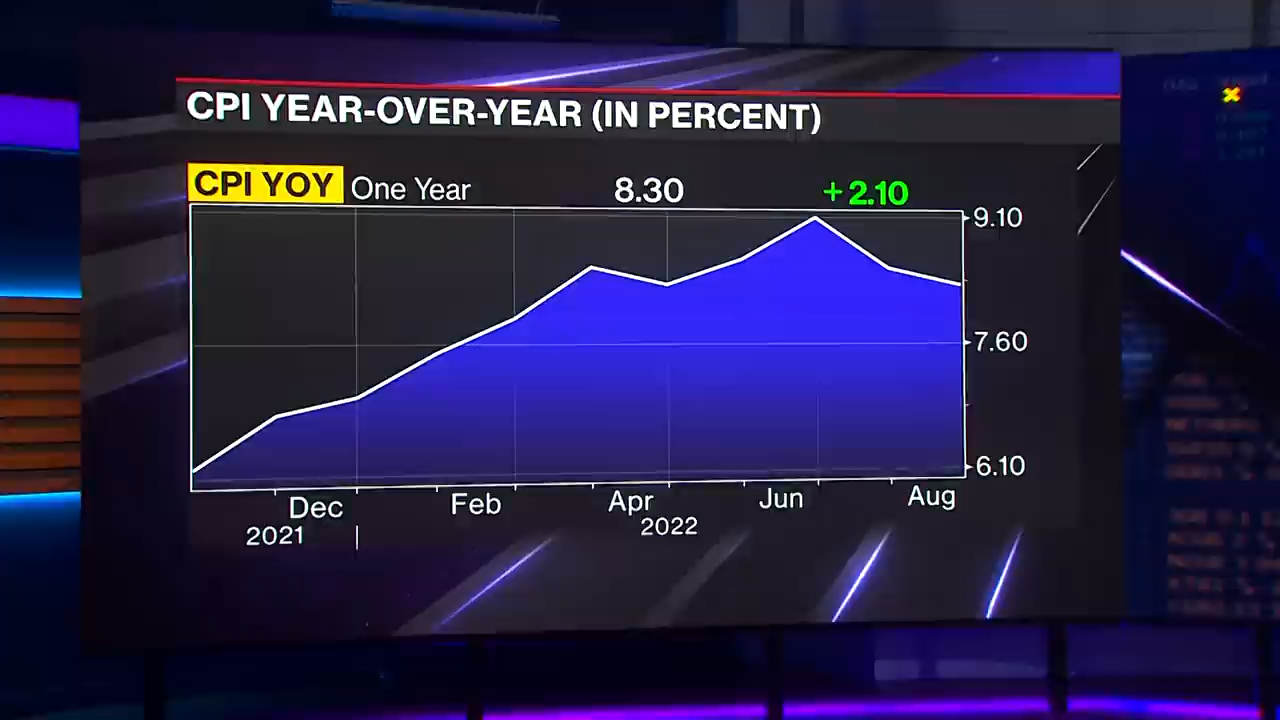 CPI YEAR-OVER-YEAR (IN PERCENT)
CPI YOY One Year 8.30 +2.10
9.10
7.60
6.10
Dec Feb Apr Jun Aug
2021 2022